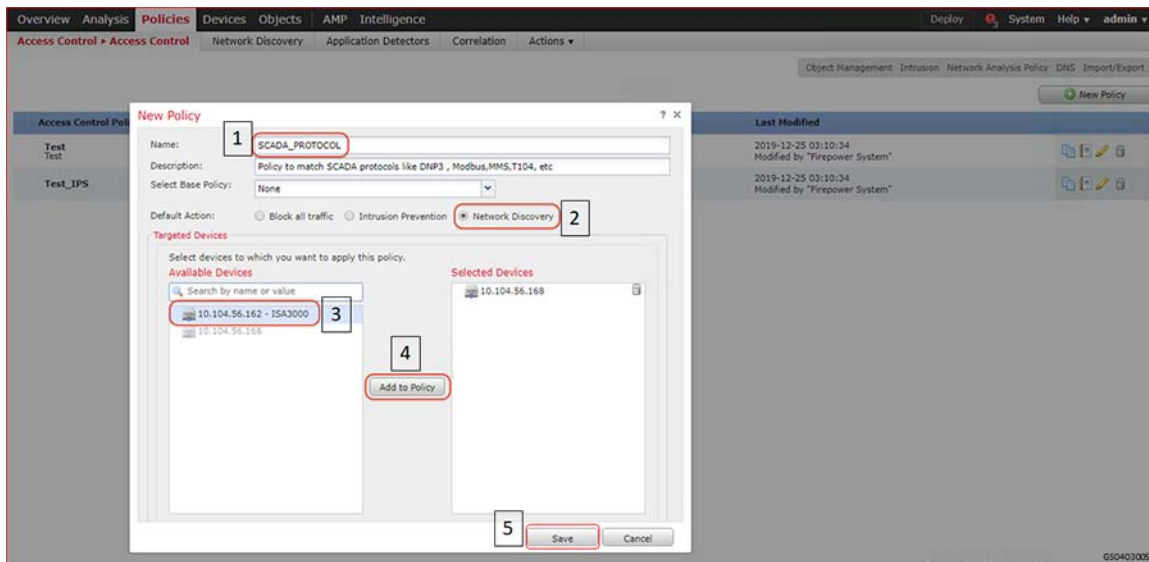 Overview Analysis Policies Devices Objects AMP Intelligence Deploy System Help admin
Access Control ▸ Access Control Network Discovery Application Detectors Correlation Actions
Object Management Intrusion Network Analysis Policy DNS Import/Export
New Policy
Access Control Poli
Last Modified
Test
Test
2019-12-25 03:10:34
Modified by "Firepower System"
Test_IPS
2019-12-25 03:10:34
Modified by "Firepower System"
New Policy ? X
Name: 1 SCADA_PROTOCOL
Description: Policy to match SCADA protocols like DNP3 , Modbus,MMS,T104, etc
Select Base Policy: None
Default Action: Block all traffic Intrusion Prevention Network Discovery 2
Targeted Devices
Select devices to which you want to apply this policy.
Available Devices Selected Devices
Search by name or value 10.104.56.168
10.104.56.162 - ISA3000 3
10.104.56.168
4
Add to Policy
5 Save Cancel
GS0403005